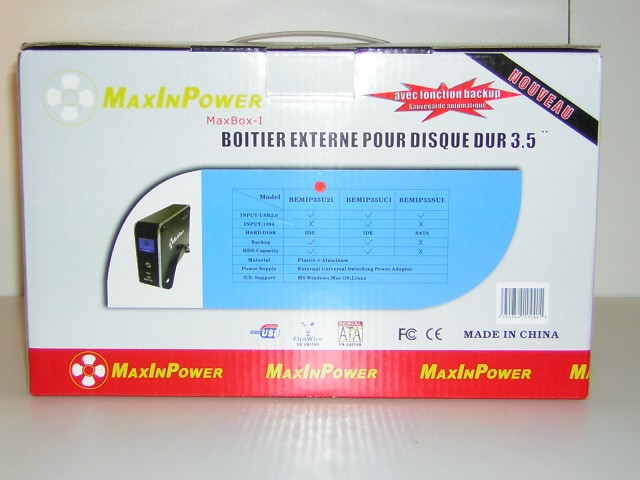 MAXINPOWER
MaxBox-I
avec fonction backup
Sauvegarde automatique
NOUVEAU
BOITIER EXTERNE POUR DISQUE DUR 3.5"
Model BEMIP35U2I BEMIP35UCI BEMIP35SUI
INPUT/USB2.0 ✓ ✓ ✓
INPUT/1394 X ✓ X
HARD DISK IDE IDE SATA
Backup ✓ ✓ X
HDD Capacity ✓ ✓ X
Material Plastic + Aluminum
Power Supply External Universal Switching Power Adaptor
O.S. Support MS Windows,Mac OS,Linux
USB
FireWire
SERIAL
ATA
FC CE MADE IN CHINA
MAXINPOWER MAXINPOWER MAXINPOWER MA